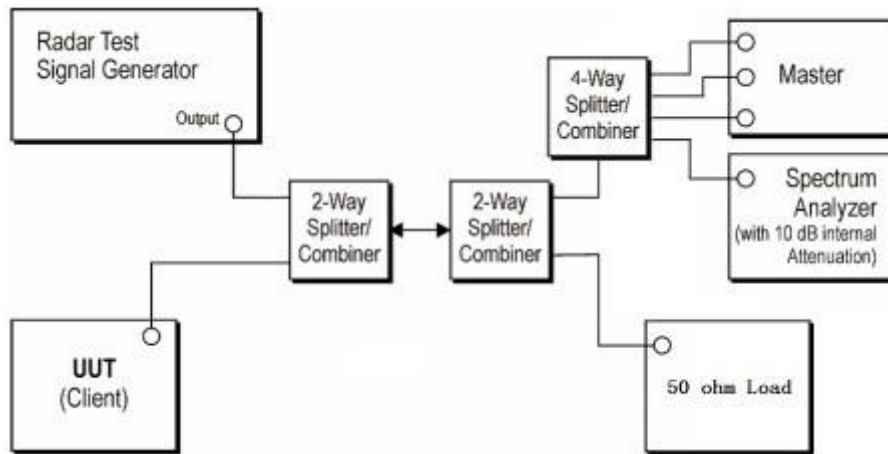 Radar Test
Signal Generator
Output
2-Way
Splitter/
Combiner
2-Way
Splitter/
Combiner
4-Way
Splitter/
Combiner
Master
Spectrum
Analyzer
(with 10 dB internal
Attenuation)
UUT
(Client)
50 ohm Load